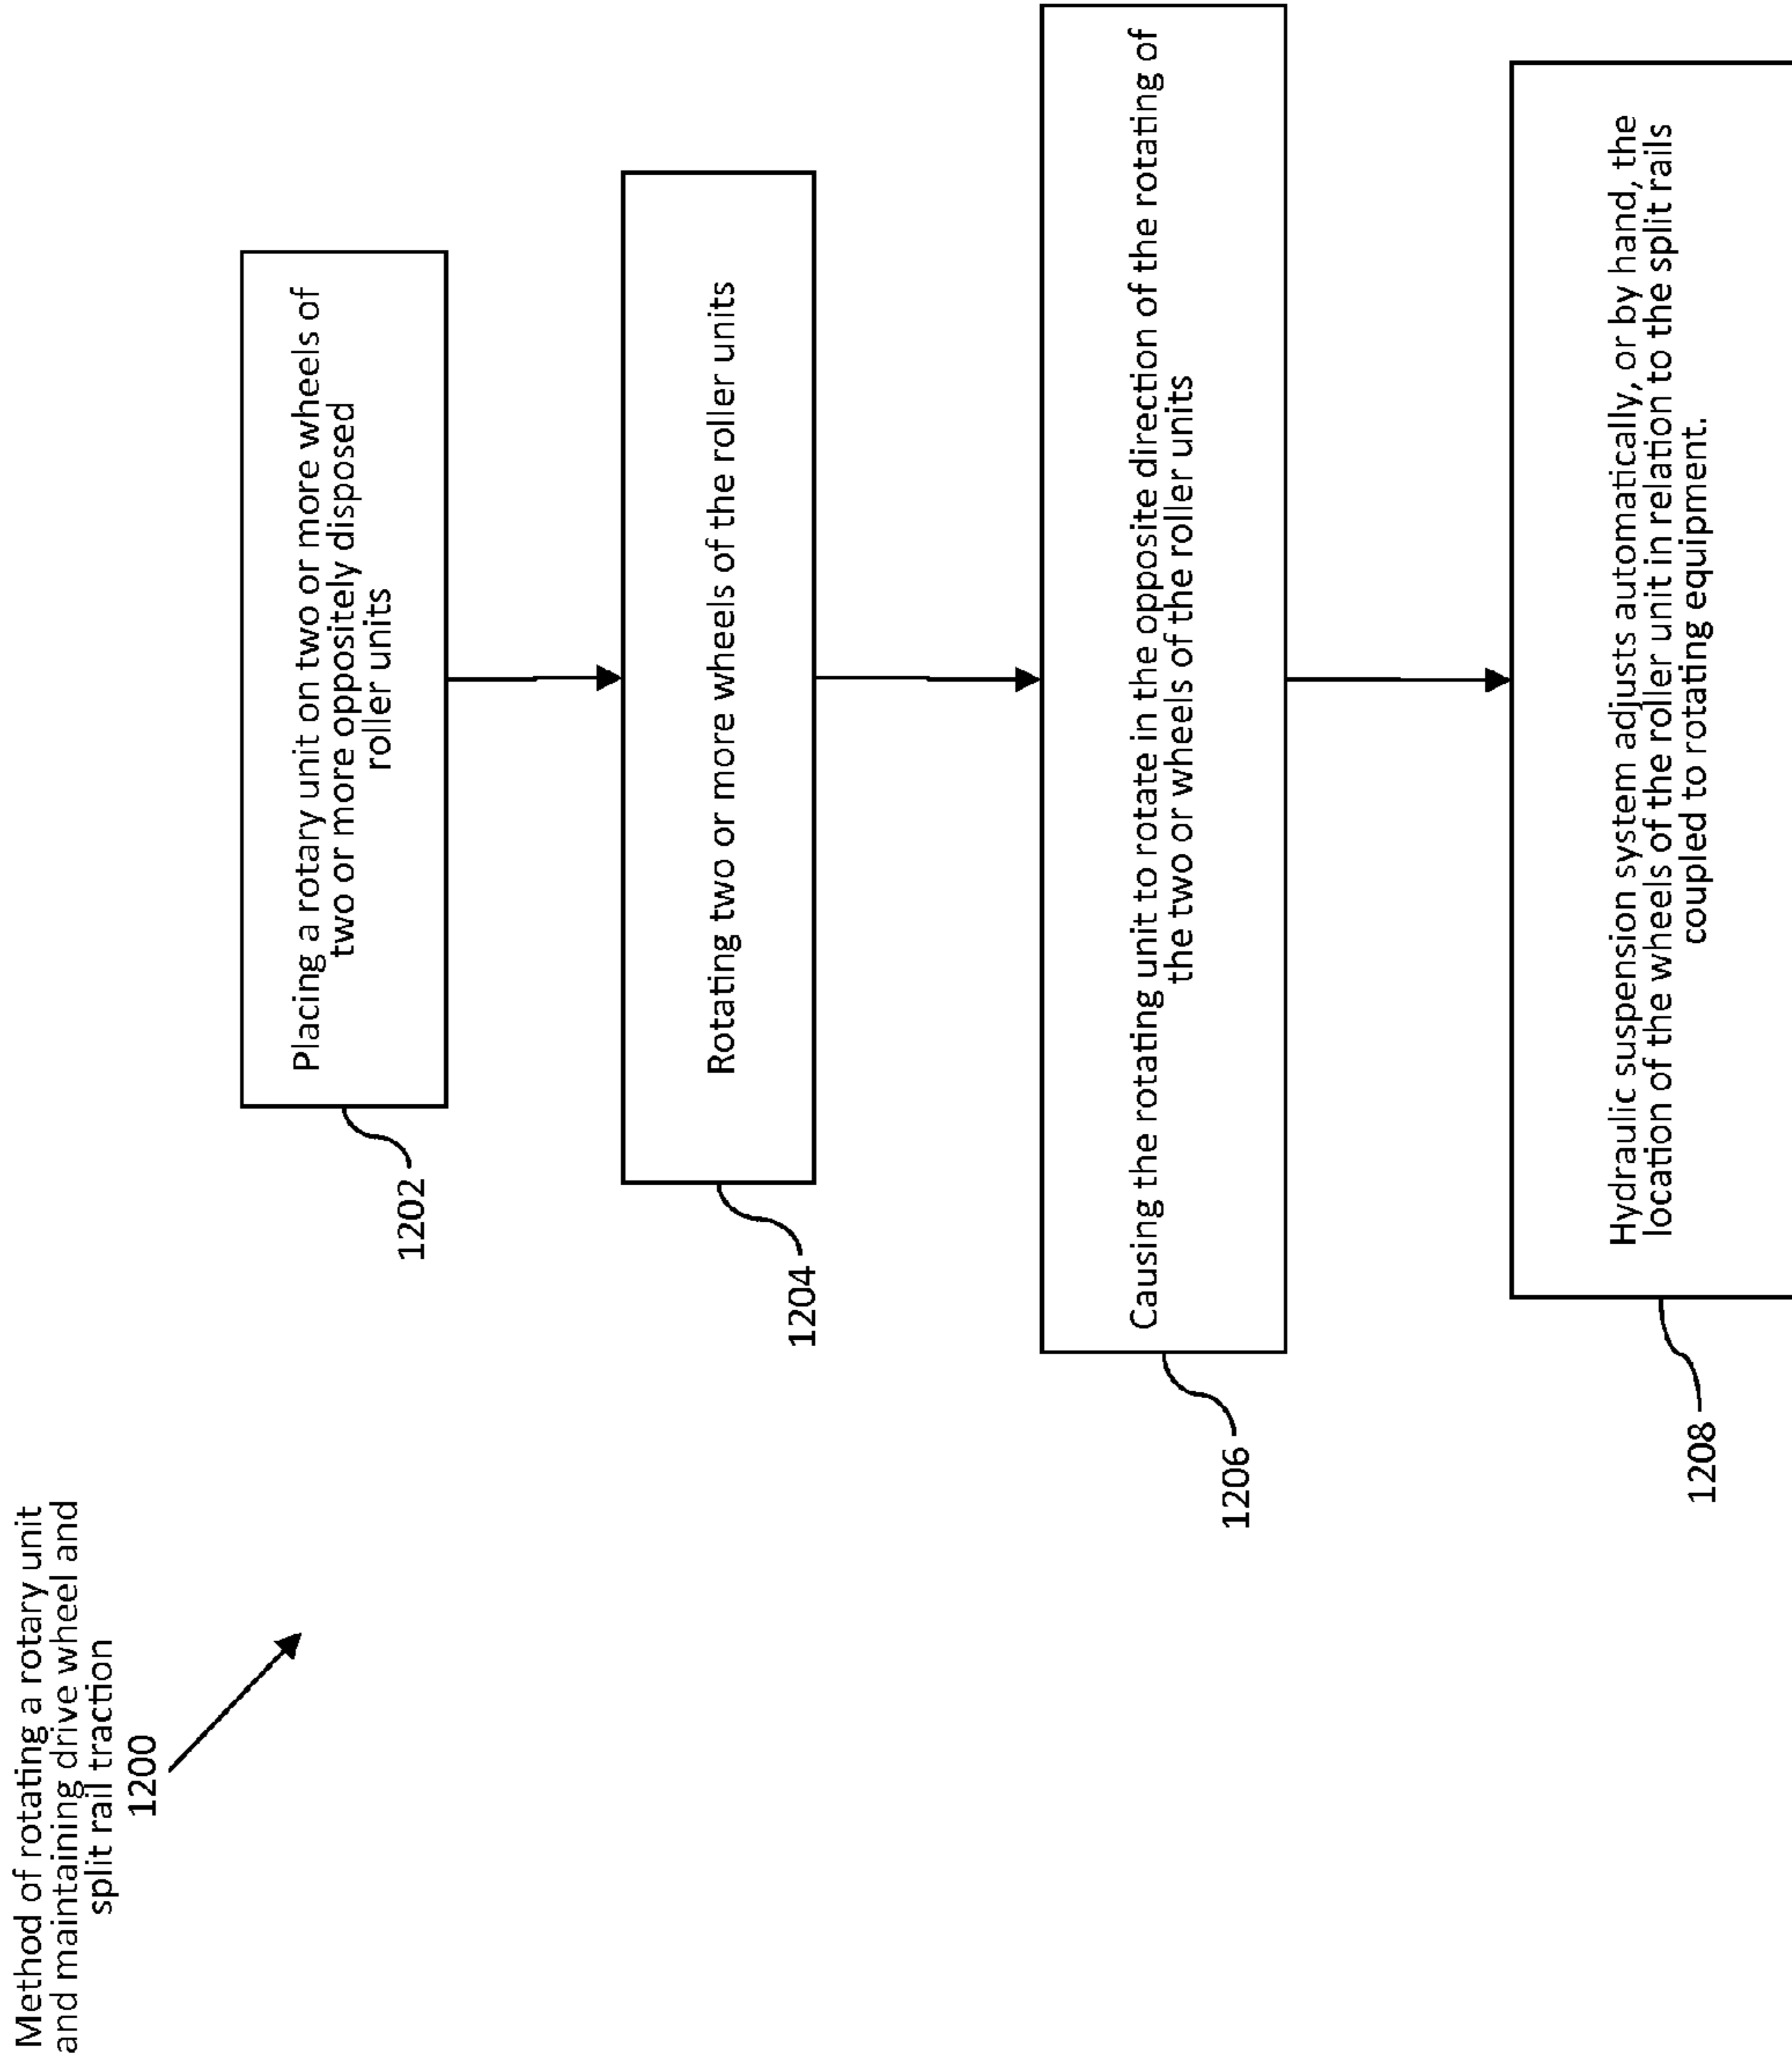 Method of rotating a rotary unit
and maintaining drive wheel and
split rail traction
1200
Placing a rotary unit on two or more wheels of
two or more oppositely disposed
roller units
1202
Rotating two or more wheels of the roller units
1204
Causing the rotating unit to rotate in the opposite direction of the rotating of
the two or wheels of the roller units
1206
Hydraulic suspension system adjusts automatically, or by hand, the
location of the wheels of the roller unit in relation to the split rails
coupled to rotating equipment.
1208